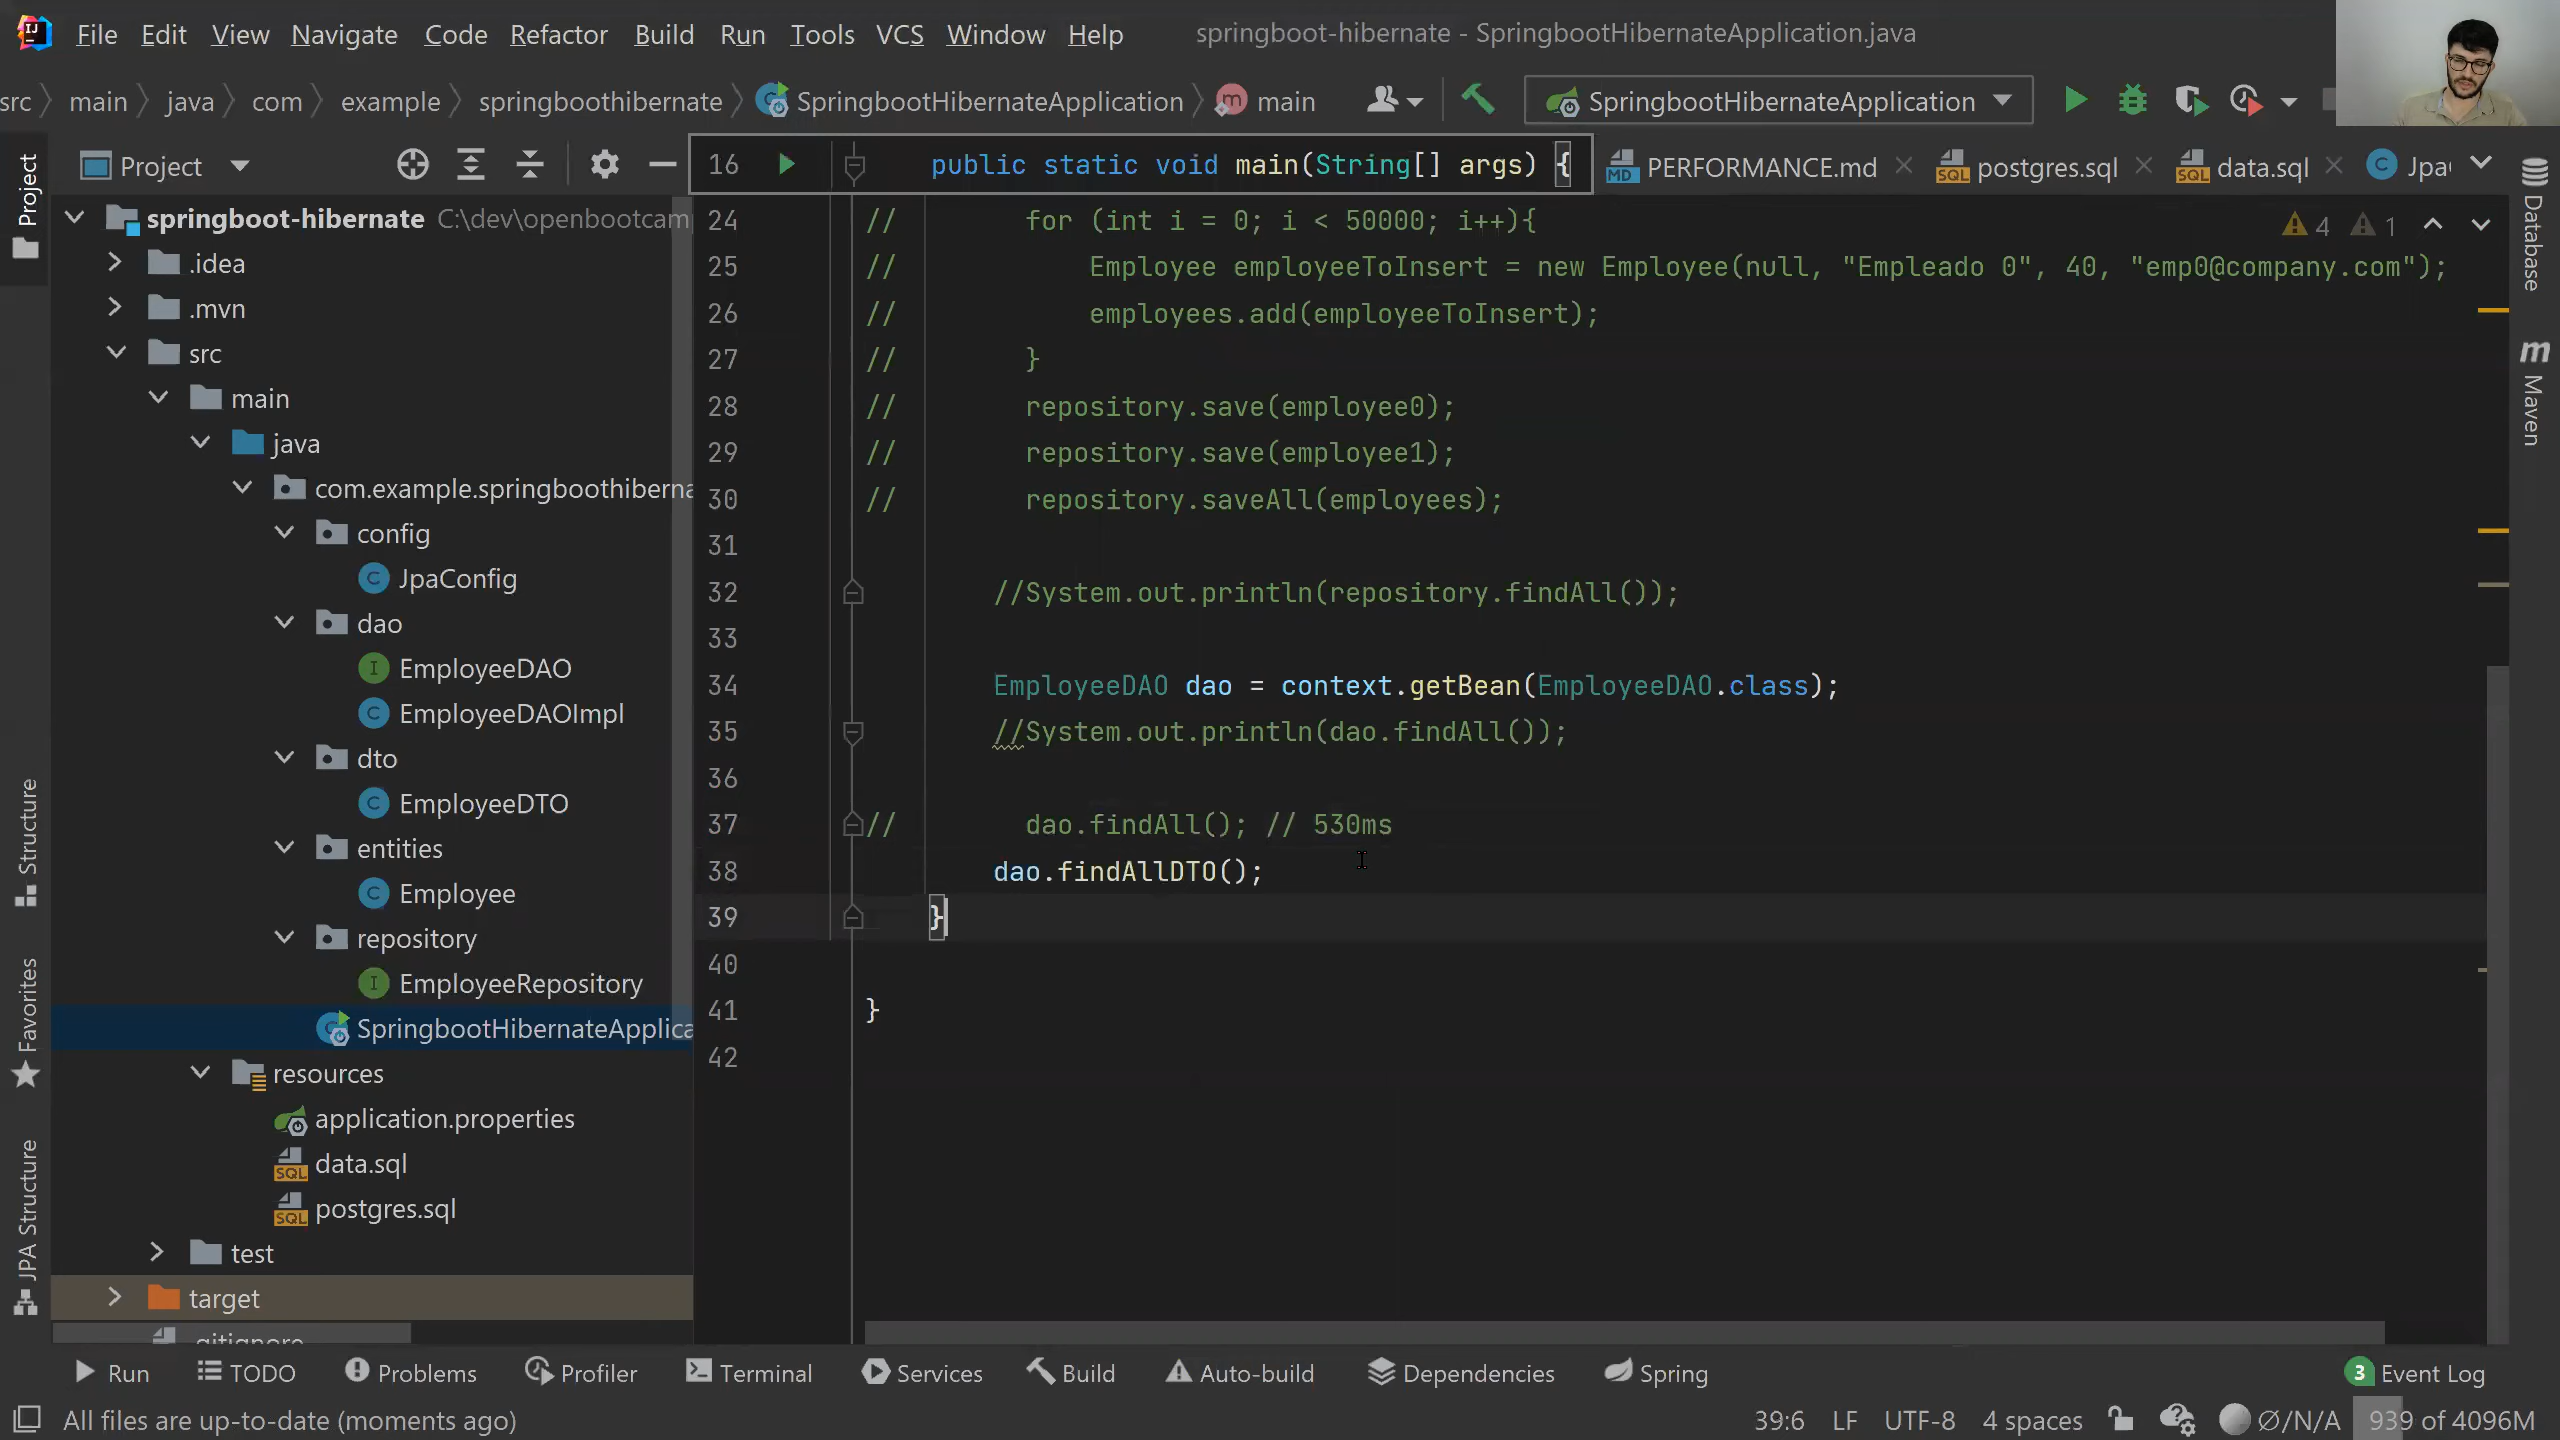 File Edit View Navigate Code Refactor Build Run Tools VCS Window Help springboot-hibernate - SpringbootHibernateApplication.java
src main java com example springboothibernate SpringbootHibernateApplication main SpringbootHibernateApplication
Project
16 public static void main(String[] args) {
PERFORMANCE.md postgres.sql data.sql Jpa
springboot-hibernate C:\dev\openbootcam
.idea
.mvn
src
main
java
com.example.springboothiberna
config
JpaConfig
dao
EmployeeDAO
EmployeeDAOImpl
dto
EmployeeDTO
entities
Employee
repository
EmployeeRepository
SpringbootHibernateApplica
resources
application.properties
data.sql
postgres.sql
test
target
.gitignore
24 // for (int i = 0; i < 50000; i++){
25 // Employee employeeToInsert = new Employee(null, "Empleado 0", 40, "emp0@company.com");
26 // employees.add(employeeToInsert);
27 // }
28 // repository.save(employee0);
29 // repository.save(employee1);
30 // repository.saveAll(employees);
31
32 //System.out.println(repository.findAll());
33
34 EmployeeDAO dao = context.getBean(EmployeeDAO.class);
35 //System.out.println(dao.findAll());
36
37 // dao.findAll(); // 530ms
38 dao.findAllDTO();
39 }
40
41 }
42
4 1
Project
Structure
Favorites
JPA Structure
Database
m Maven
Run TODO Problems Profiler Terminal Services Build Auto-build Dependencies Spring 3 Event Log
All files are up-to-date (moments ago) 39:6 LF UTF-8 4 spaces Ø/N/A 939 of 4096M